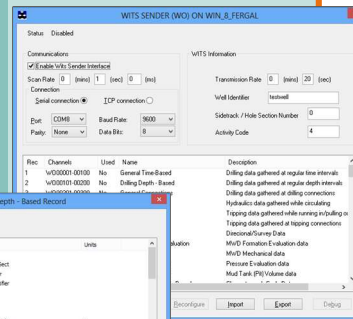 WITS SENDER (WO) ON WIN_8_FERGAL
Status Disabled
Communications
Enable Wits Sender Interface
Scan Rate 0 (mins) 1 (sec) 0 (ms)
Connection
Serial connection TCP connection
Port: COM8 Baud Rate: 9600
Parity: None Data Bits: 8
WITS Information
Transmission Rate 0 (mins) 20 (sec)
Well Identifier testwell
Sidetrack / Hole Section Number 0
Activity Code 4
Rec Channels Used Name Description
1 WO00001-00100 No General Time-Based Drilling data gathered at regular time intervals
2 WO00101-00200 No Drilling Depth - Based Drilling data gathered at regular depth intervals
Drilling data gathered at drilling connections
Hydraulics data gathered while circulating
Tripping data gathered while running in/pulling
Tripping data gathered at tripping connections
Direcional/Survey Data
aluation MWD Formation Evaluation data
MWD Mechanical data
Pressure Evaluation data
Mud Tank (Pit) Volume data
Reconfigure Import Export Debug
epth - Based Record
Units
Sect
r
tifier